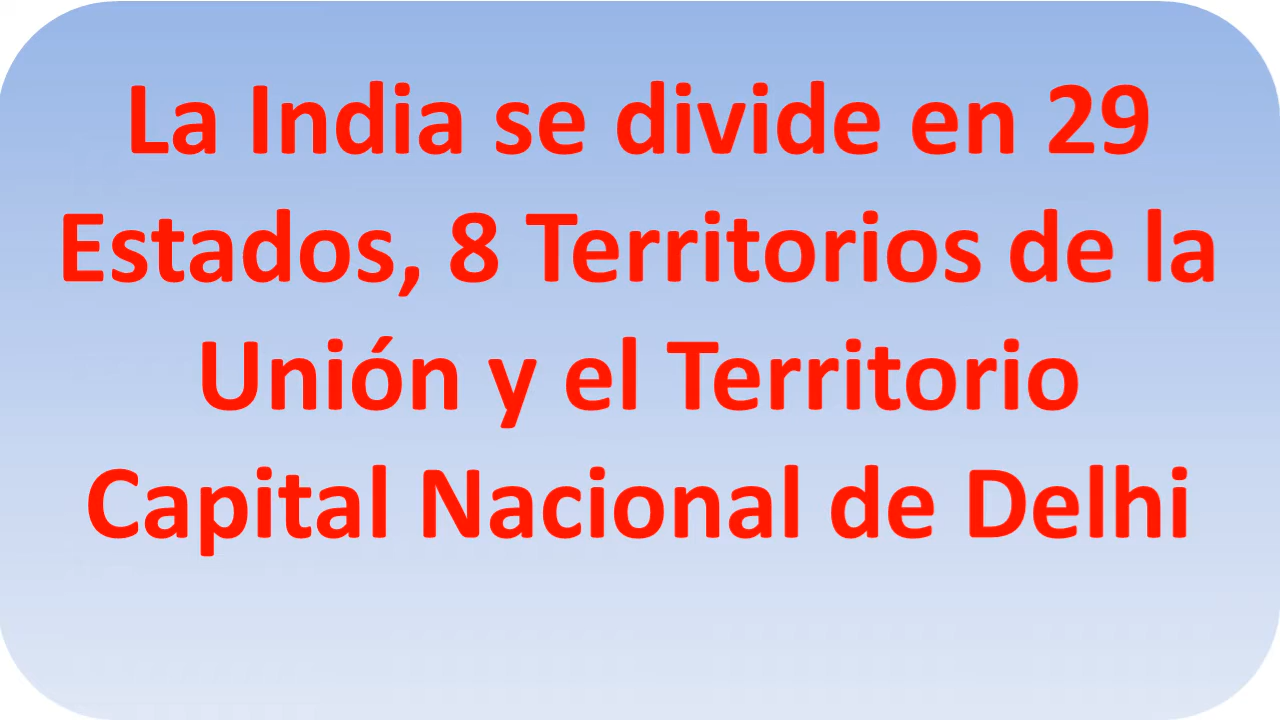 La India se divide en 29
Estados, 8 Territorios de la
Unión y el Territorio
Capital Nacional de Delhi